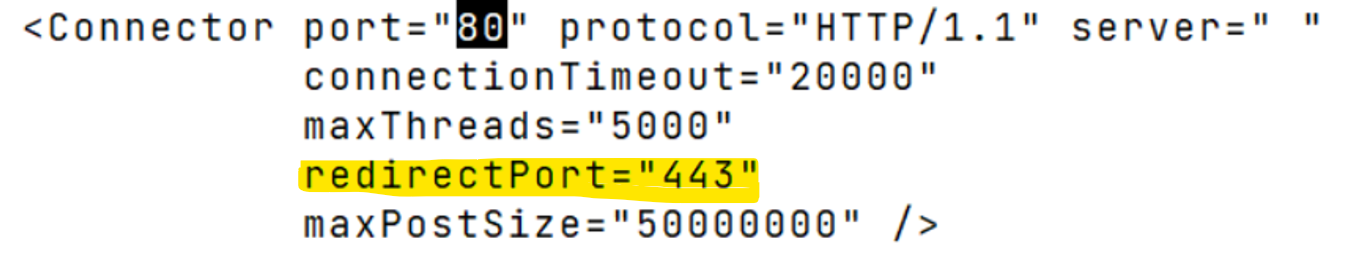 <Connector port="80" protocol="HTTP/1.1" server=" "
connectionTimeout="20000"
maxThreads="5000"
redirectPort="443"
maxPostSize="50000000" />